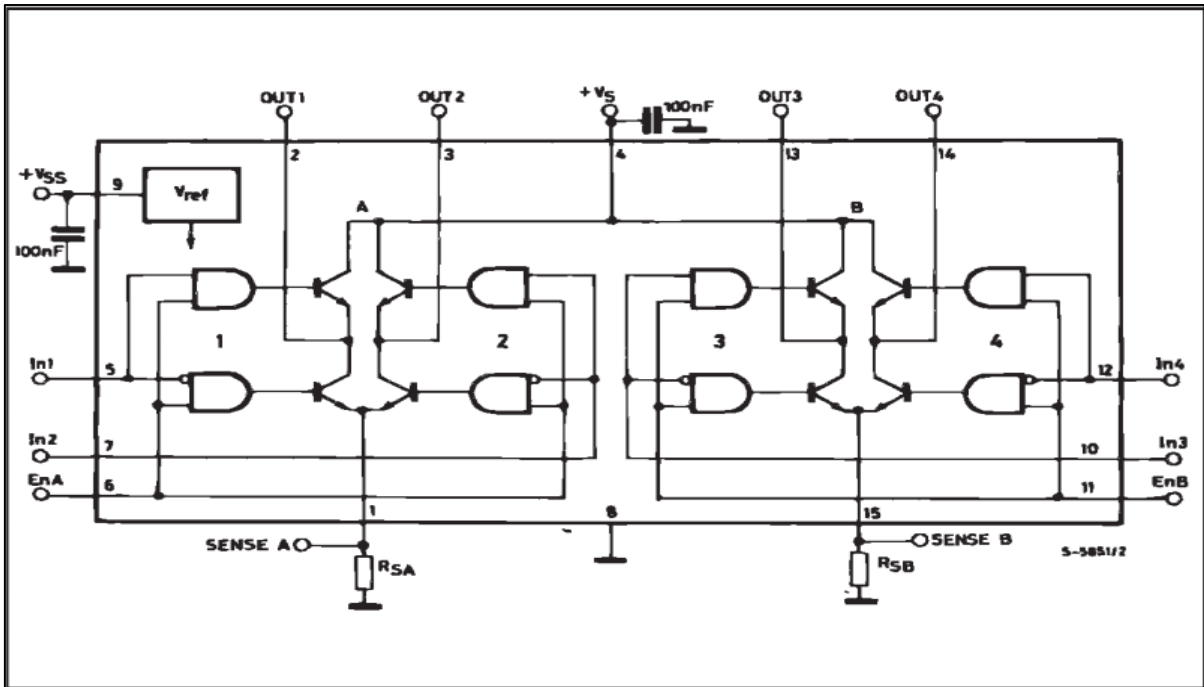 OUT1 OUT2 +VS 100nF OUT3 OUT4
2 3 4 13 14
+VSS 9 Vref A B
100nF
1 2 3 4
In1 5 12 In4
In2 7 10 In3
EnA 6 11 EnB
1 8 15
SENSE A SENSE B S-5851/2
RSA RSB